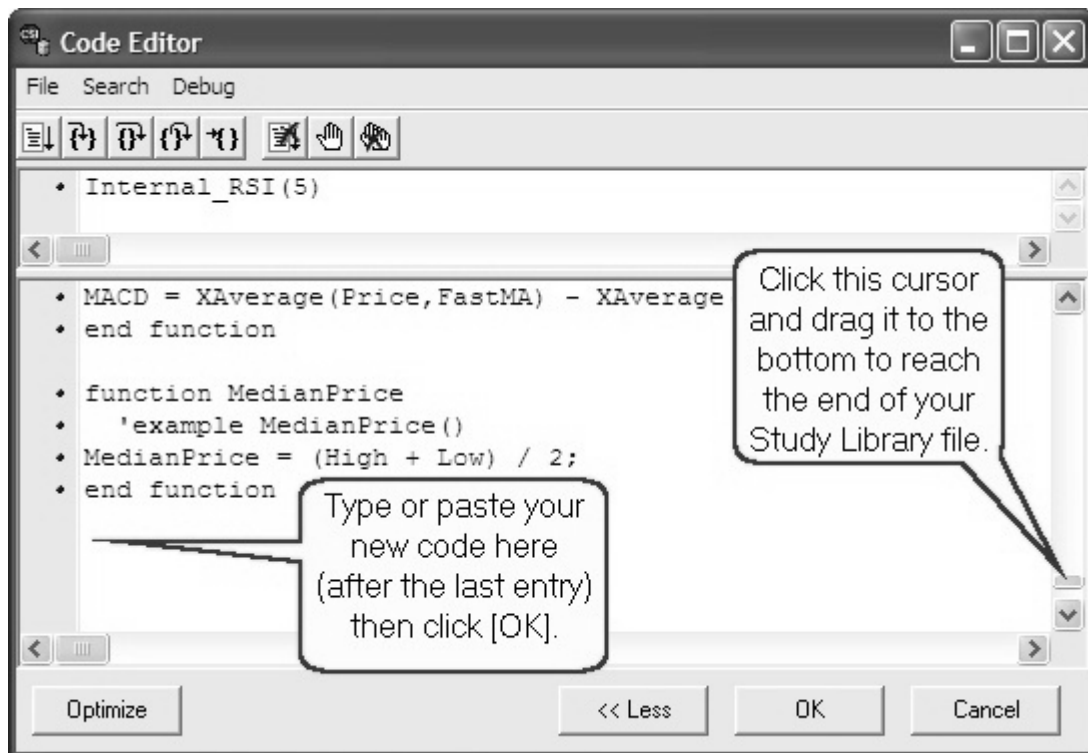 Code Editor
File Search Debug
Internal_RSI(5)
MACD = XAverage(Price,FastMA) - XAverage
end function
function MedianPrice
'example MedianPrice()
MedianPrice = (High + Low) / 2;
end function
Click this cursor
and drag it to the
bottom to reach
the end of your
Study Library file.
Type or paste your
new code here
(after the last entry)
then click [OK].
Optimize
<< Less
OK
Cancel